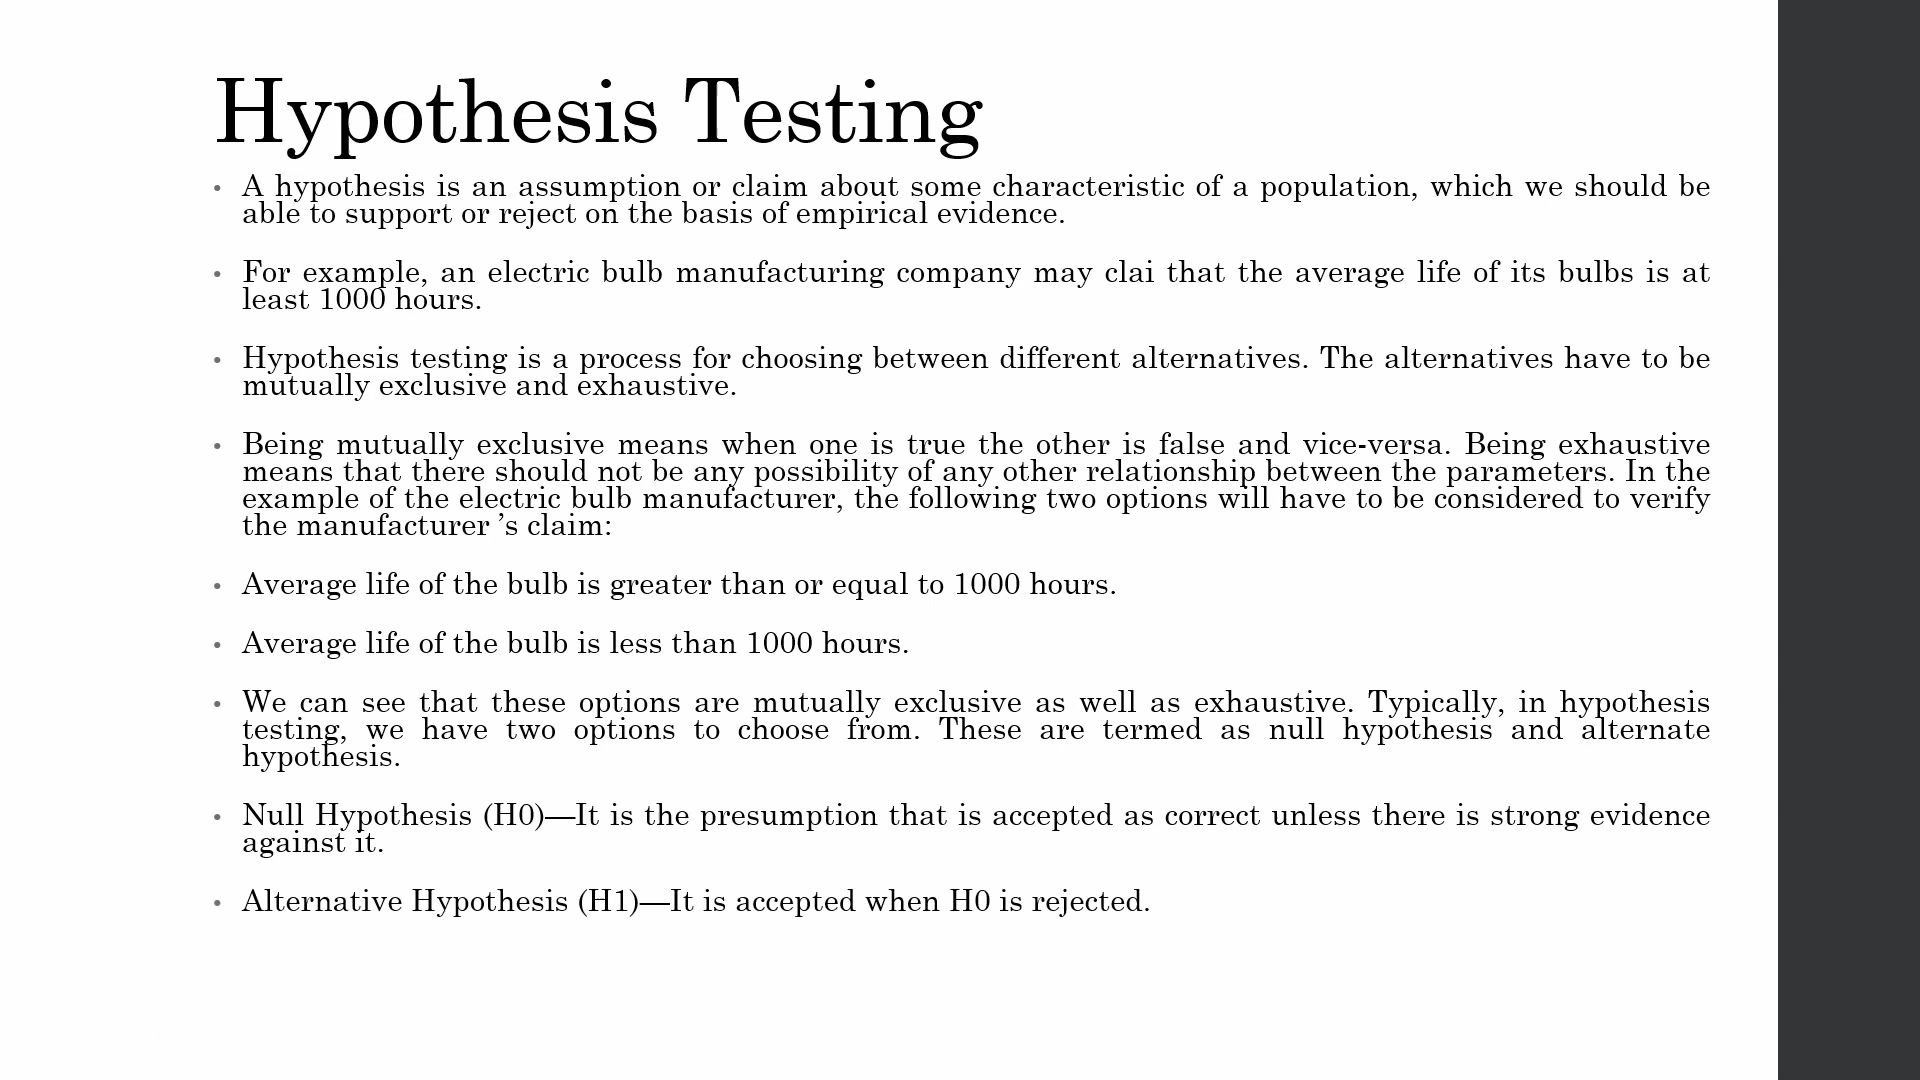 Hypothesis Testing
• A hypothesis is an assumption or claim about some characteristic of a population, which we should be
able to support or reject on the basis of empirical evidence.
• For example, an electric bulb manufacturing company may clai that the average life of its bulbs is at
least 1000 hours.
• Hypothesis testing is a process for choosing between different alternatives. The alternatives have to be
mutually exclusive and exhaustive.
• Being mutually exclusive means when one is true the other is false and vice-versa. Being exhaustive
means that there should not be any possibility of any other relationship between the parameters. In the
example of the electric bulb manufacturer, the following two options will have to be considered to verify
the manufacturer ’s claim:
• Average life of the bulb is greater than or equal to 1000 hours.
• Average life of the bulb is less than 1000 hours.
• We can see that these options are mutually exclusive as well as exhaustive. Typically, in hypothesis
testing, we have two options to choose from. These are termed as null hypothesis and alternate
hypothesis.
• Null Hypothesis (H0)—It is the presumption that is accepted as correct unless there is strong evidence
against it.
• Alternative Hypothesis (H1)—It is accepted when H0 is rejected.